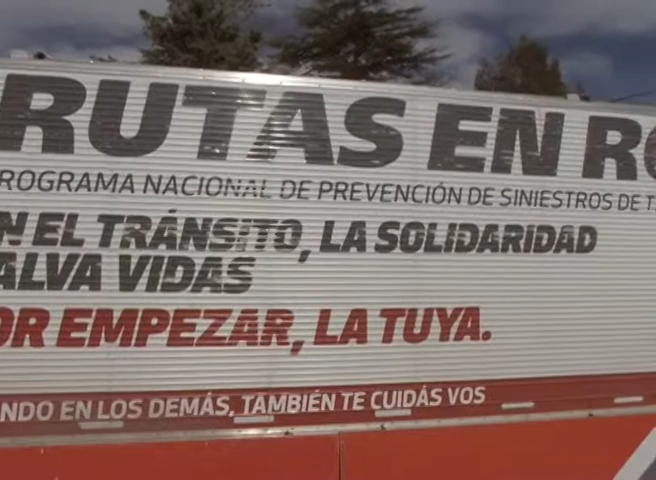 RUTAS EN RO
ROGRAMA NACIONAL DE PREVENCIÓN DE SINIESTROS DE T
N EL TRÁNSITO, LA SOLIDARIDAD
ALVA VIDAS
OR EMPEZAR, LA TUYA.
NDO EN LOS DEMÁS, TAMBIÉN TE CUIDÁS VOS